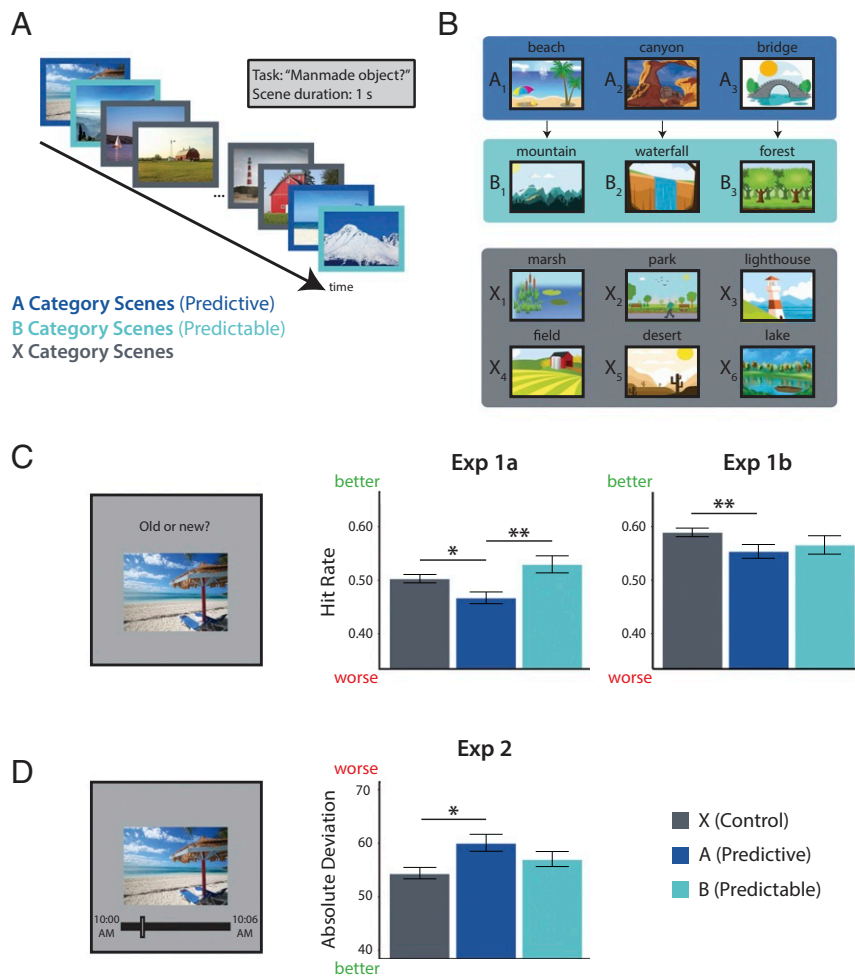 A
Task: “Manmade object?”
Scene duration: 1 s
...
time
A Category Scenes (Predictive)
B Category Scenes (Predictable)
X Category Scenes
B
beach canyon bridge
A1 A2 A3
mountain waterfall forest
B1 B2 B3
marsh park lighthouse
X1 X2 X3
field desert lake
X4 X5 X6
C
Old or new?
Exp 1a
better
Hit Rate
0.60
0.50
0.40
worse
* **
Exp 1b
better
0.60
0.50
0.40
worse
**
D
10:00 AM
10:06 AM
Exp 2
worse
Absolute Deviation
70
60
50
40
better
*
X (Control)
A (Predictive)
B (Predictable)